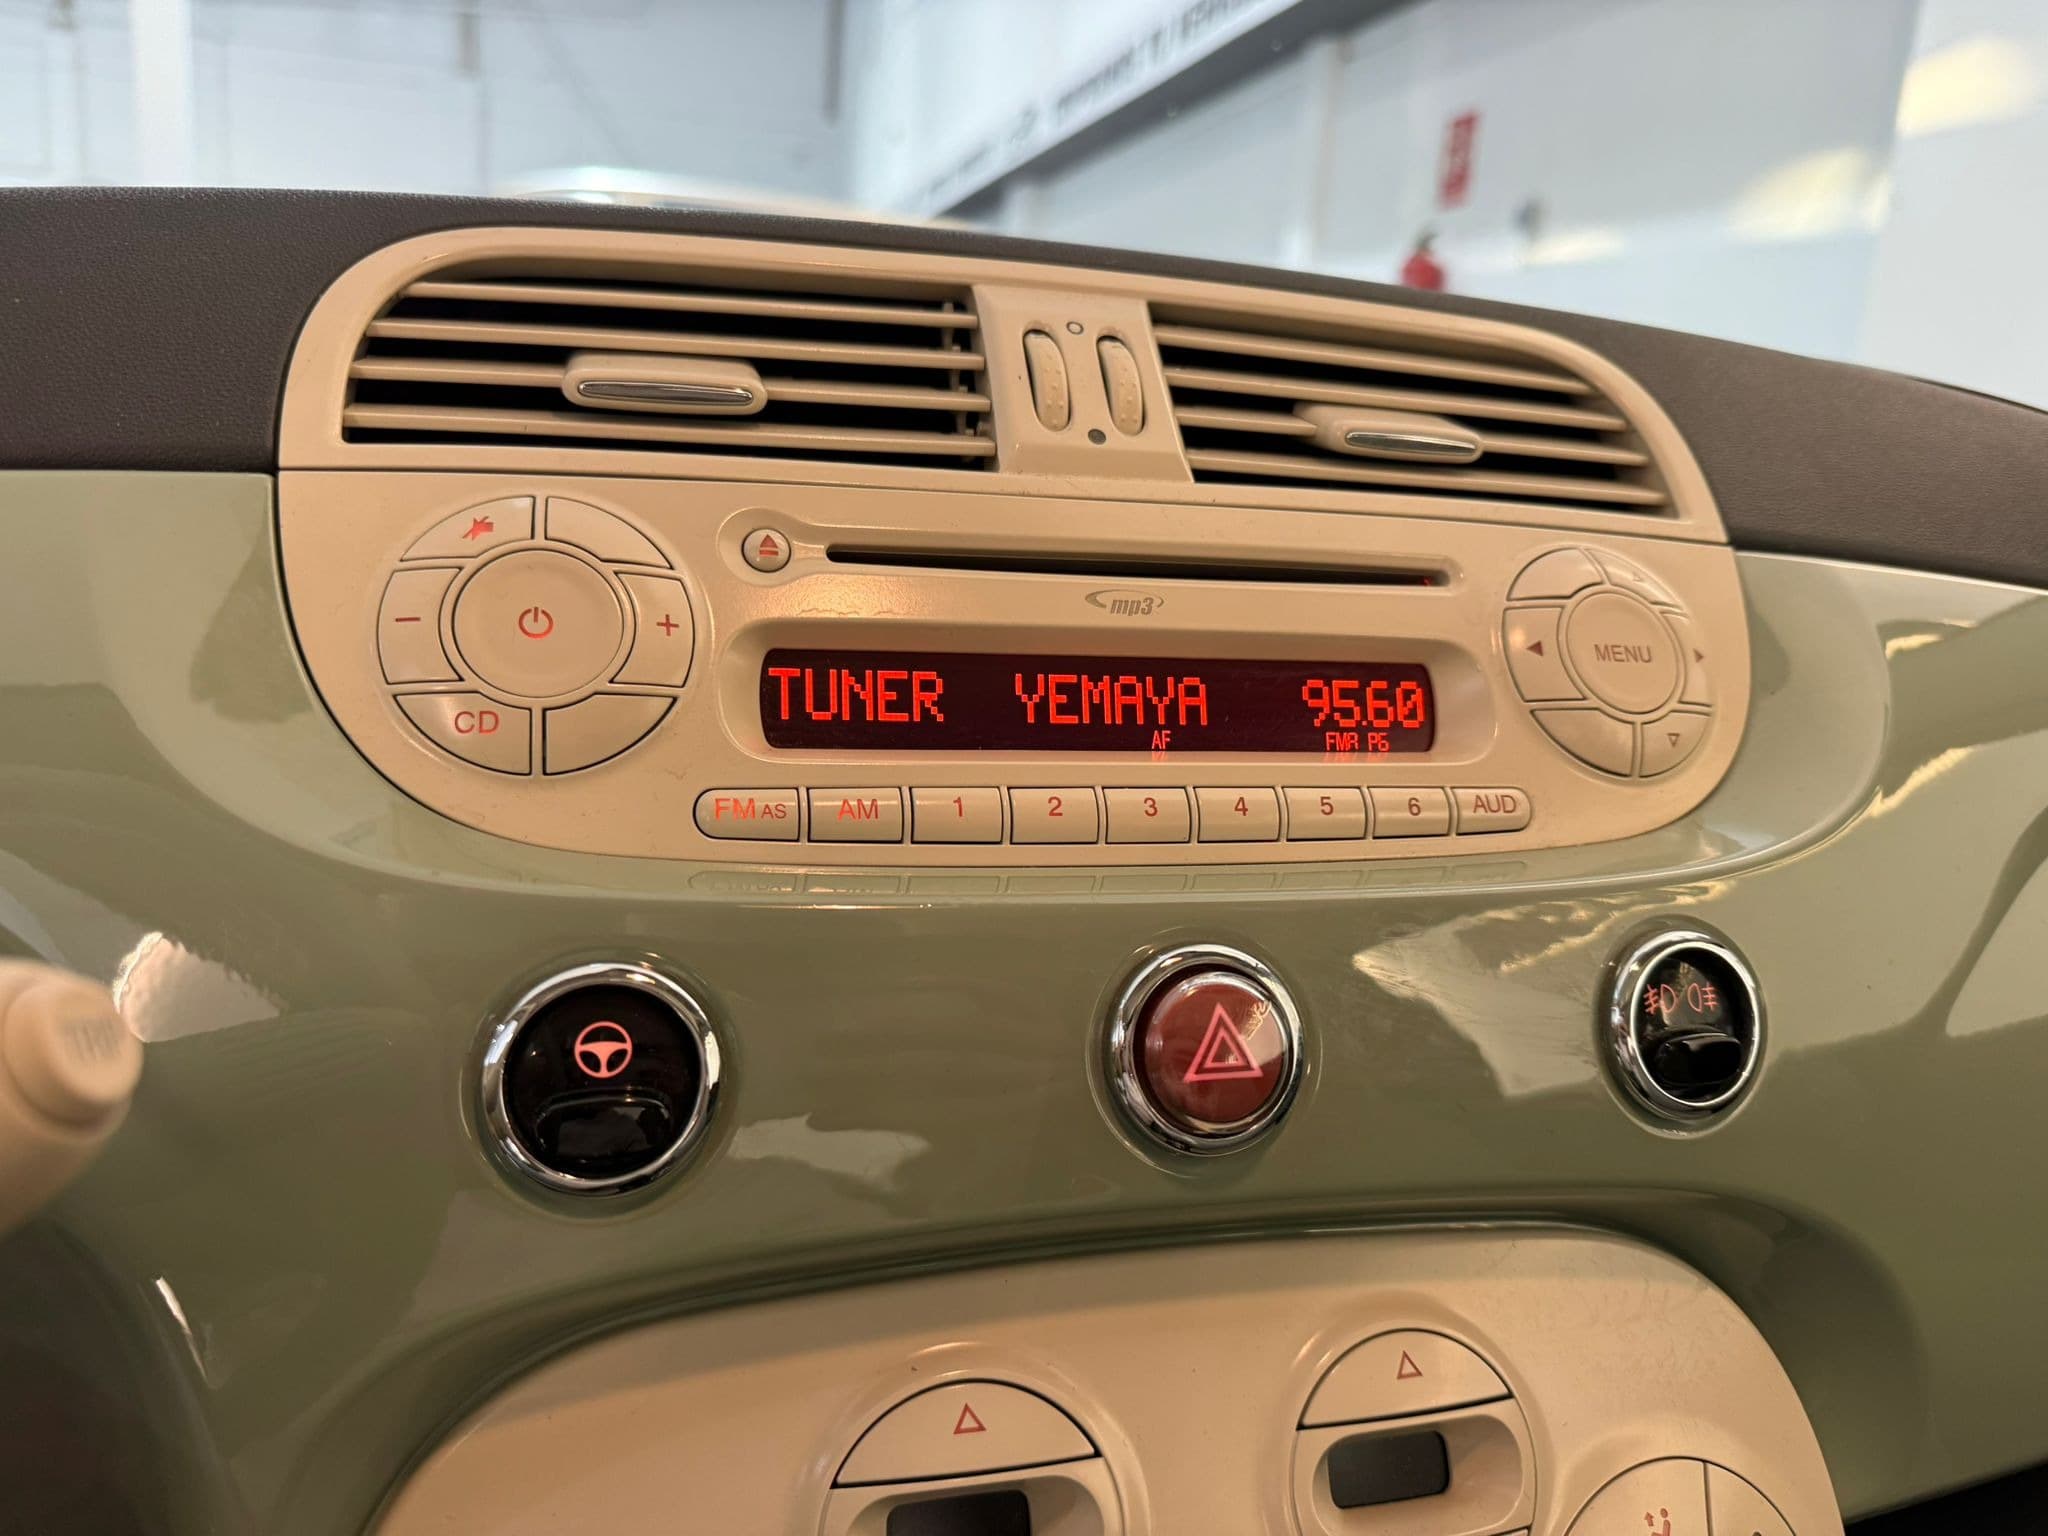 mp3
MENU
CD
TUNER YEMAYA 95.60
AF FMA P6
FM AS AM 1 2 3 4 5 6 AUD
TRIP